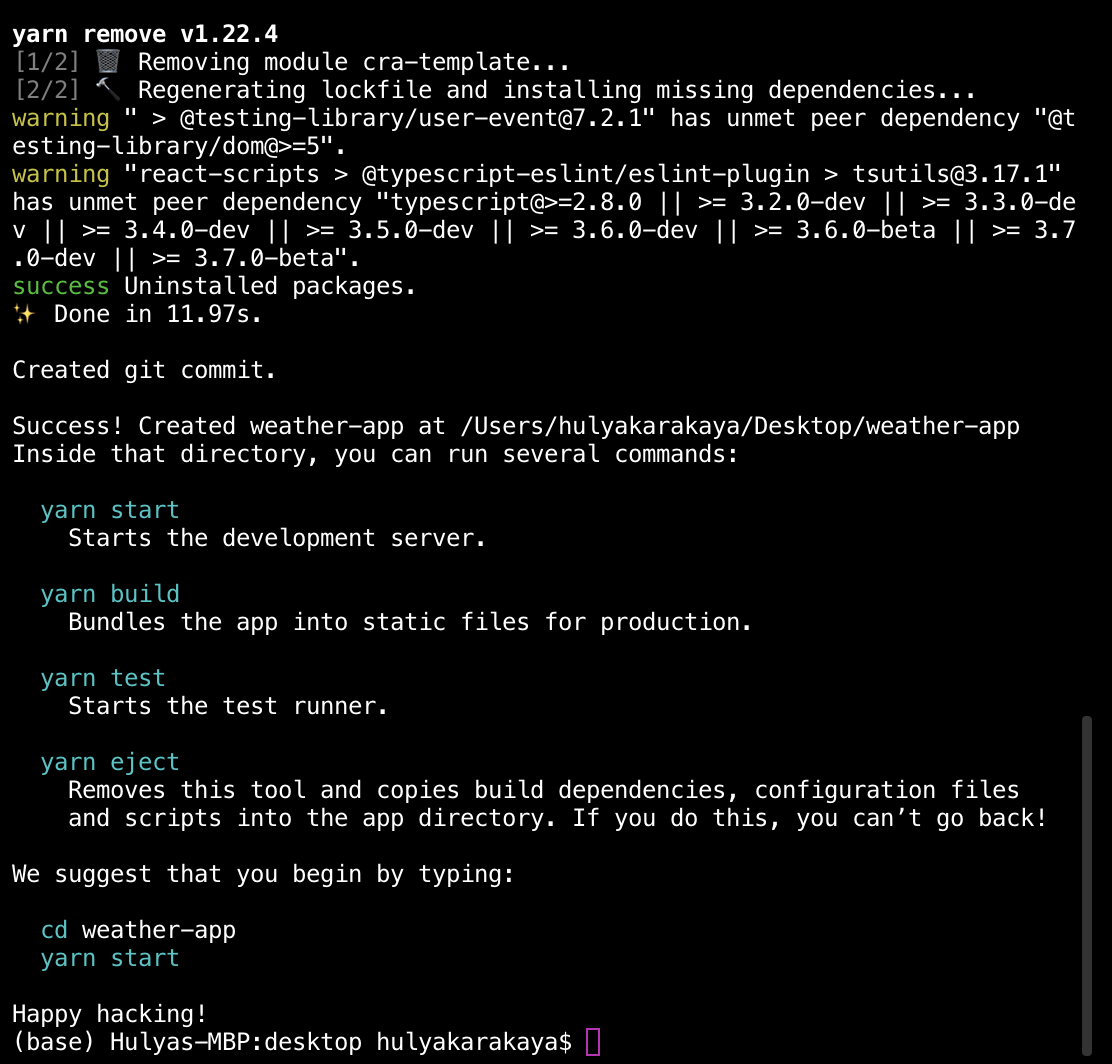 yarn remove v1.22.4
[1/2] 🗑 Removing module cra-template...
[2/2] 🔨 Regenerating lockfile and installing missing dependencies...
warning " > @testing-library/user-event@7.2.1" has unmet peer dependency "@t
esting-library/dom@>=5".
warning "react-scripts > @typescript-eslint/eslint-plugin > tsutils@3.17.1"
has unmet peer dependency "typescript@>=2.8.0 || >= 3.2.0-dev || >= 3.3.0-de
v || >= 3.4.0-dev || >= 3.5.0-dev || >= 3.6.0-dev || >= 3.6.0-beta || >= 3.7
.0-dev || >= 3.7.0-beta".
success Uninstalled packages.
✨ Done in 11.97s.

Created git commit.

Success! Created weather-app at /Users/hulyakarakaya/Desktop/weather-app
Inside that directory, you can run several commands:

  yarn start
    Starts the development server.

  yarn build
    Bundles the app into static files for production.

  yarn test
    Starts the test runner.

  yarn eject
    Removes this tool and copies build dependencies, configuration files
    and scripts into the app directory. If you do this, you can’t go back!

We suggest that you begin by typing:

  cd weather-app
  yarn start

Happy hacking!
(base) Hulyas-MBP:desktop hulyakarakaya$